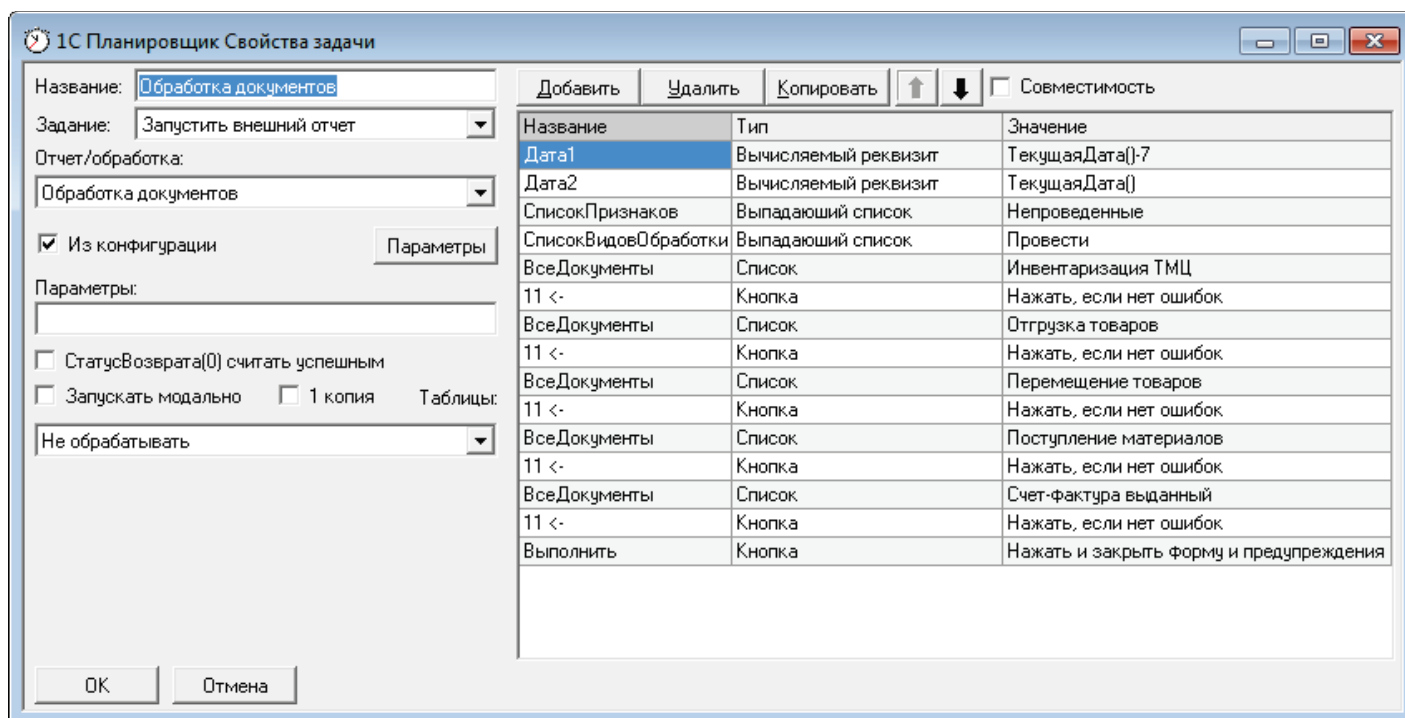 1С Планировщик Свойства задачи
Название: Обработка документов
Задание: Запустить внешний отчет
Отчет/обработка:
Обработка документов
Из конфигурации Параметры
Параметры:
СтатусВозврата(0) считать успешным
Запускать модально 1 копия Таблицы:
Не обрабатывать
OK Отмена
Добавить Удалить Копировать Совместимость
Название Тип Значение
Дата1 Вычисляемый реквизит ТекущаяДата()-7
Дата2 Вычисляемый реквизит ТекущаяДата()
СписокПризнаков Выпадаюший список Непроведенные
СписокВидовОбработки Выпадаюший список Провести
ВсеДокументы Список Инвентаризация ТМЦ
11 <- Кнопка Нажать, если нет ошибок
ВсеДокументы Список Отгрузка товаров
11 <- Кнопка Нажать, если нет ошибок
ВсеДокументы Список Перемещение товаров
11 <- Кнопка Нажать, если нет ошибок
ВсеДокументы Список Поступление материалов
11 <- Кнопка Нажать, если нет ошибок
ВсеДокументы Список Счет-фактура выданный
11 <- Кнопка Нажать, если нет ошибок
Выполнить Кнопка Нажать и закрыть форму и предупреждения